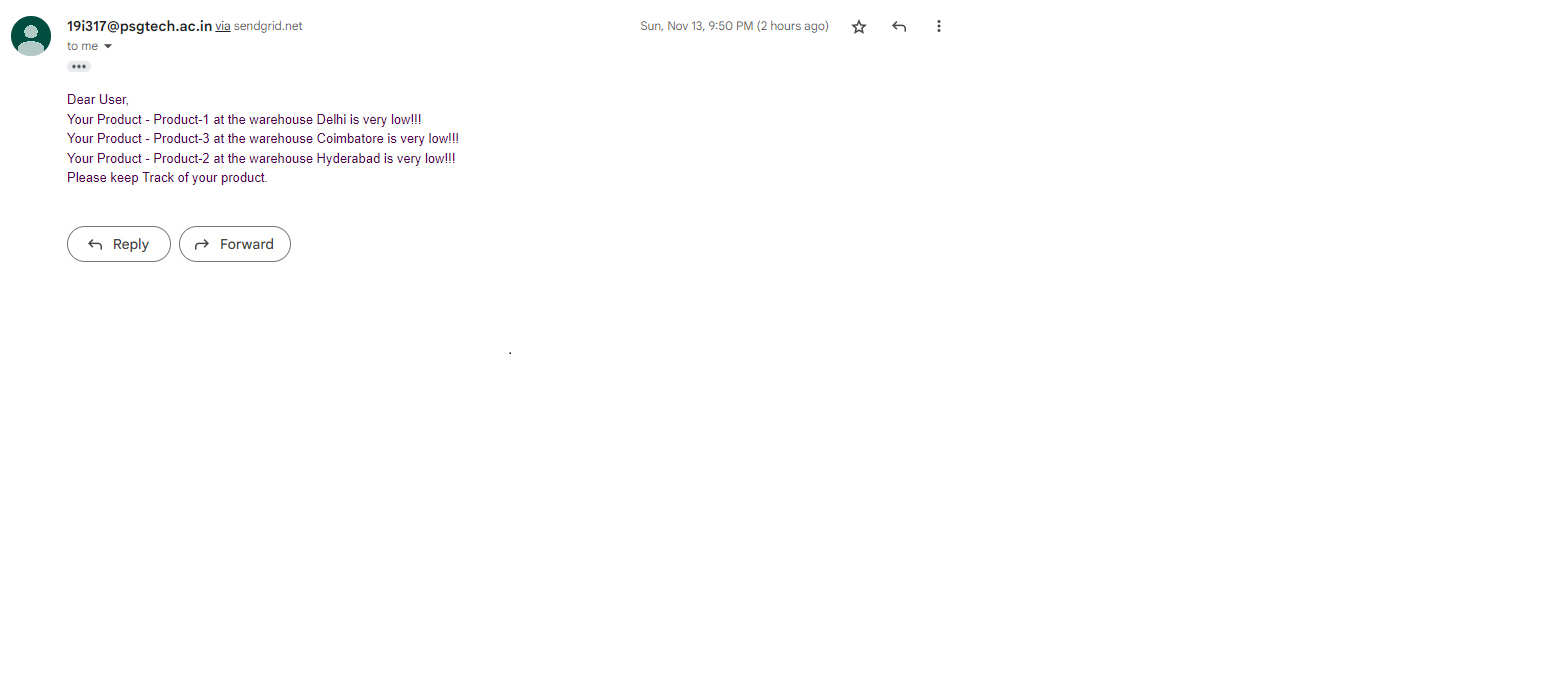 19i317@psgtech.ac.in via sendgrid.net
Sun, Nov 13, 9:50 PM (2 hours ago)
to me
Dear User,
Your Product - Product-1 at the warehouse Delhi is very low!!!
Your Product - Product-3 at the warehouse Coimbatore is very low!!!
Your Product - Product-2 at the warehouse Hyderabad is very low!!!
Please keep Track of your product.
Reply
Forward
.